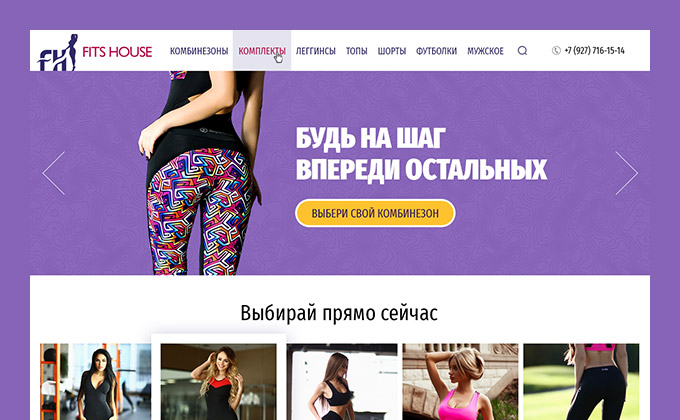 FH FITS HOUSE КОМБИНЕЗОНЫ КОМПЛЕКТЫ ЛЕГГИНСЫ ТОПЫ ШОРТЫ ФУТБОЛКИ МУЖСКОЕ +7 (927) 716-15-14
БУДЬ НА ШАГ
ВПЕРЕДИ ОСТАЛЬНЫХ
ВЫБЕРИ СВОЙ КОМБИНЕЗОН
Выбирай прямо сейчас